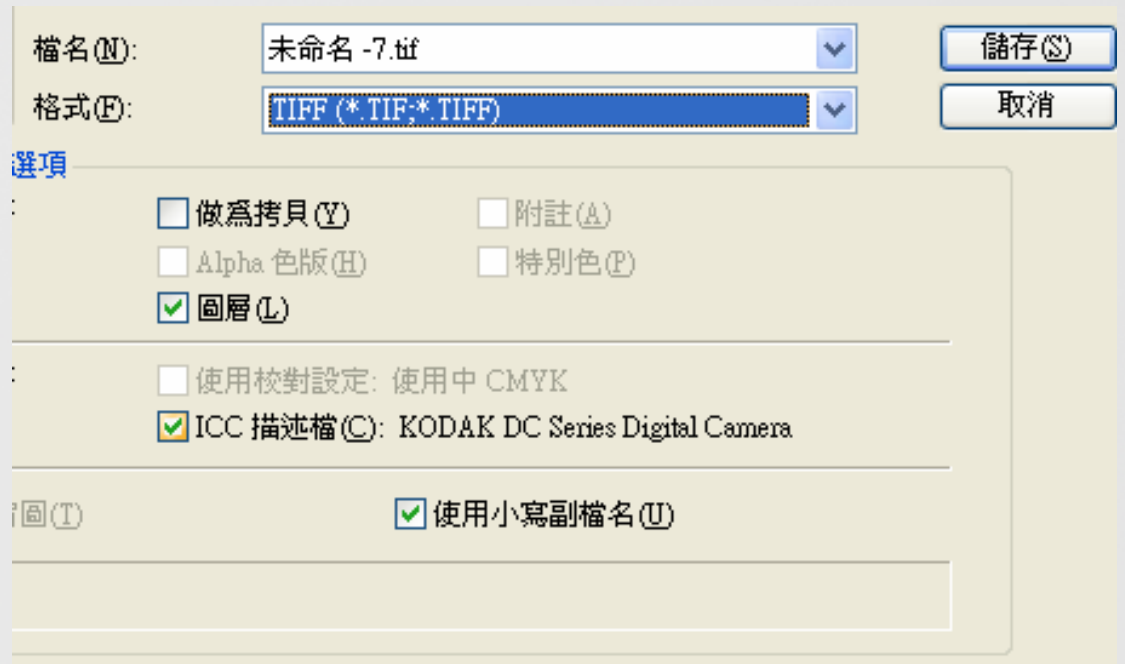 檔名(N): 未命名 -7.tif 儲存(S)
格式(F): TIFF (*.TIF;*.TIFF) 取消
選項
: 做爲拷貝(Y) 附註(A)
Alpha 色版(H) 特別色(P)
圖層(L)
: 使用校對設定: 使用中 CMYK
ICC 描述檔(C): KODAK DC Series Digital Camera
圖(T) 使用小寫副檔名(U)